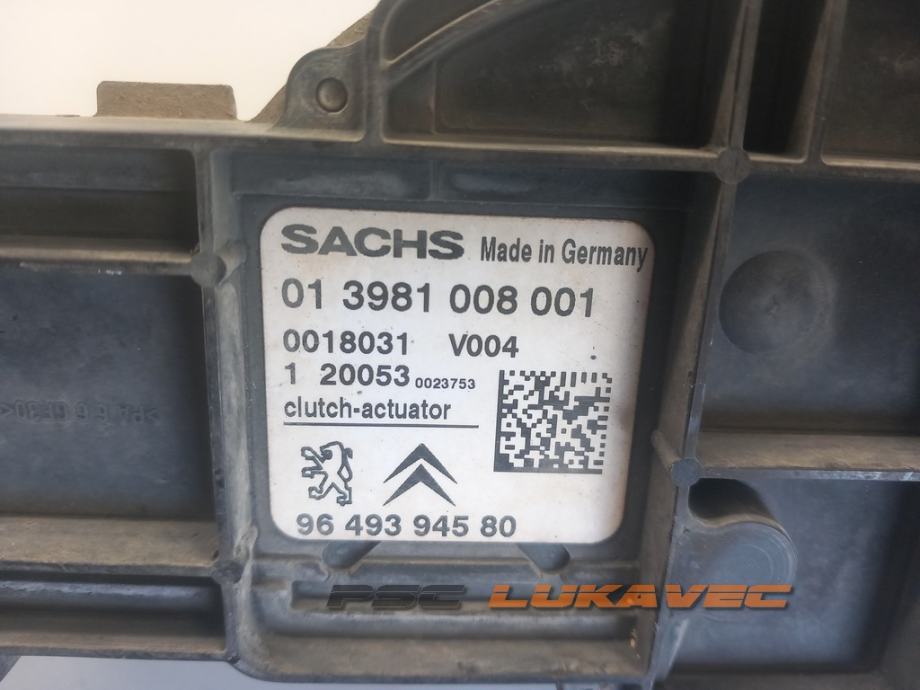 SACHS Made in Germany
01 3981 008 001
0018031 V004
1 20053 0023753
clutch-actuator
96 493 945 80
PSC LUKAVEC